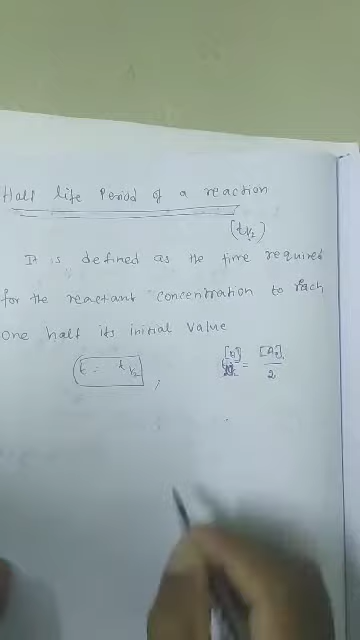 Half life Period of a reaction
(t1/2)
It is defined as the time required
for the reactant concentration to reach
one half its initial value
t = t1/2 ; [A] = [A0] / 2